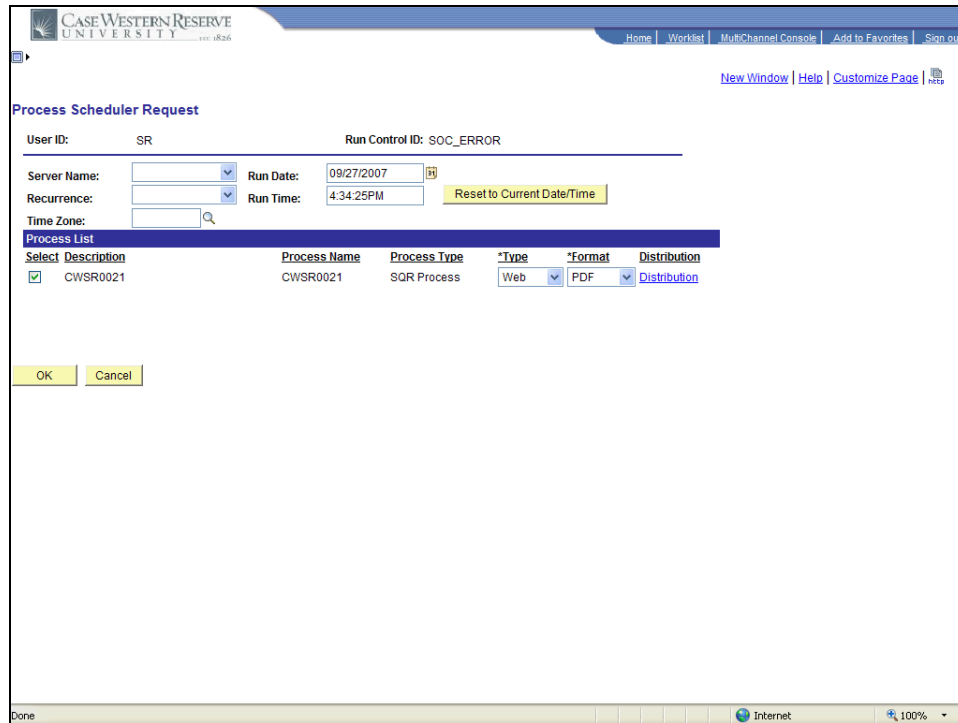 CASE WESTERN RESERVE
UNIVERSITY EST 1826
Home | Worklist | MultiChannel Console | Add to Favorites | Sign ou
New Window | Help | Customize Page | http
Process Scheduler Request
User ID: SR Run Control ID: SOC_ERROR
Server Name: Run Date: 09/27/2007 31
Recurrence: Run Time: 4:34:25PM Reset to Current Date/Time
Time Zone:
Process List
Select Description Process Name Process Type *Type *Format Distribution
CWSR0021 CWSR0021 SQR Process Web PDF Distribution
OK Cancel
Done Internet 100%